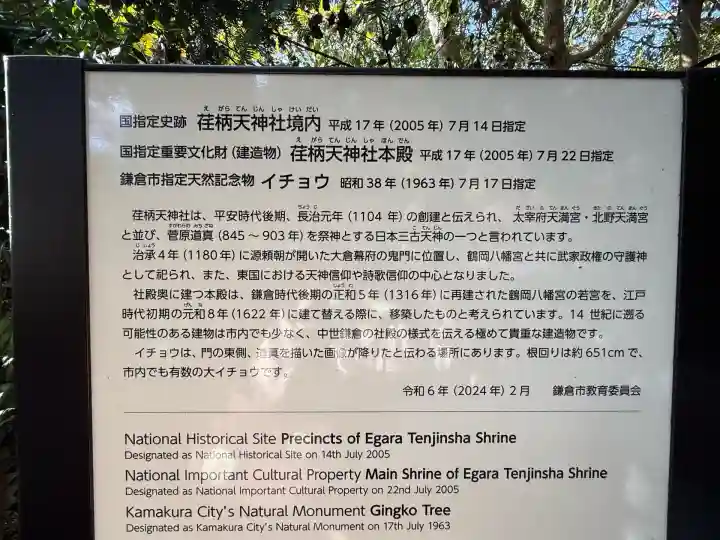 国指定史跡 荏柄天神社境内 平成17年(2005年)7月14日指定
国指定重要文化財(建造物) 荏柄天神社本殿 平成17年(2005年)7月22日指定
鎌倉市指定天然記念物 イチョウ 昭和38年(1963年)7月17日指定
荏柄天神社は、平安時代後期、長治元年(1104年)の創建と伝えられ、太宰府天満宮・北野天満宮
と並び、菅原道真(845〜903年)を祭神とする日本三古天神の一つと言われています。
治承4年(1180年)に源頼朝が開いた大倉幕府の鬼門に位置し、鶴岡八幡宮と共に武家政権の守護神
として祀られ、また、東国における天神信仰や詩歌信仰の中心となりました。
社殿奥に建つ本殿は、鎌倉時代後期の正和5年(1316年)に再建された鶴岡八幡宮の若宮を、江戸
時代初期の元和8年(1622年)に建て替える際に、移築したものと考えられています。14世紀に遡る
可能性のある建物は市内でも少なく、中世鎌倉の社殿の様式を伝える極めて貴重な建造物です。
イチョウは、門の東側、道真を描いた画像が降りたと伝わる場所にあります。根回りは約651cmで、
市内でも有数の大イチョウです。
令和6年(2024年)2月 鎌倉市教育委員会
National Historical Site Precincts of Egara Tenjinsha Shrine
Designated as National Historical Site on 14th July 2005
National Important Cultural Property Main Shrine of Egara Tenjinsha Shrine
Designated as National Important Cultural Property on 22nd July 2005
Kamakura City's Natural Monument Gingko Tree
Designated as Kamakura City's Natural Monument on 17th July 1963